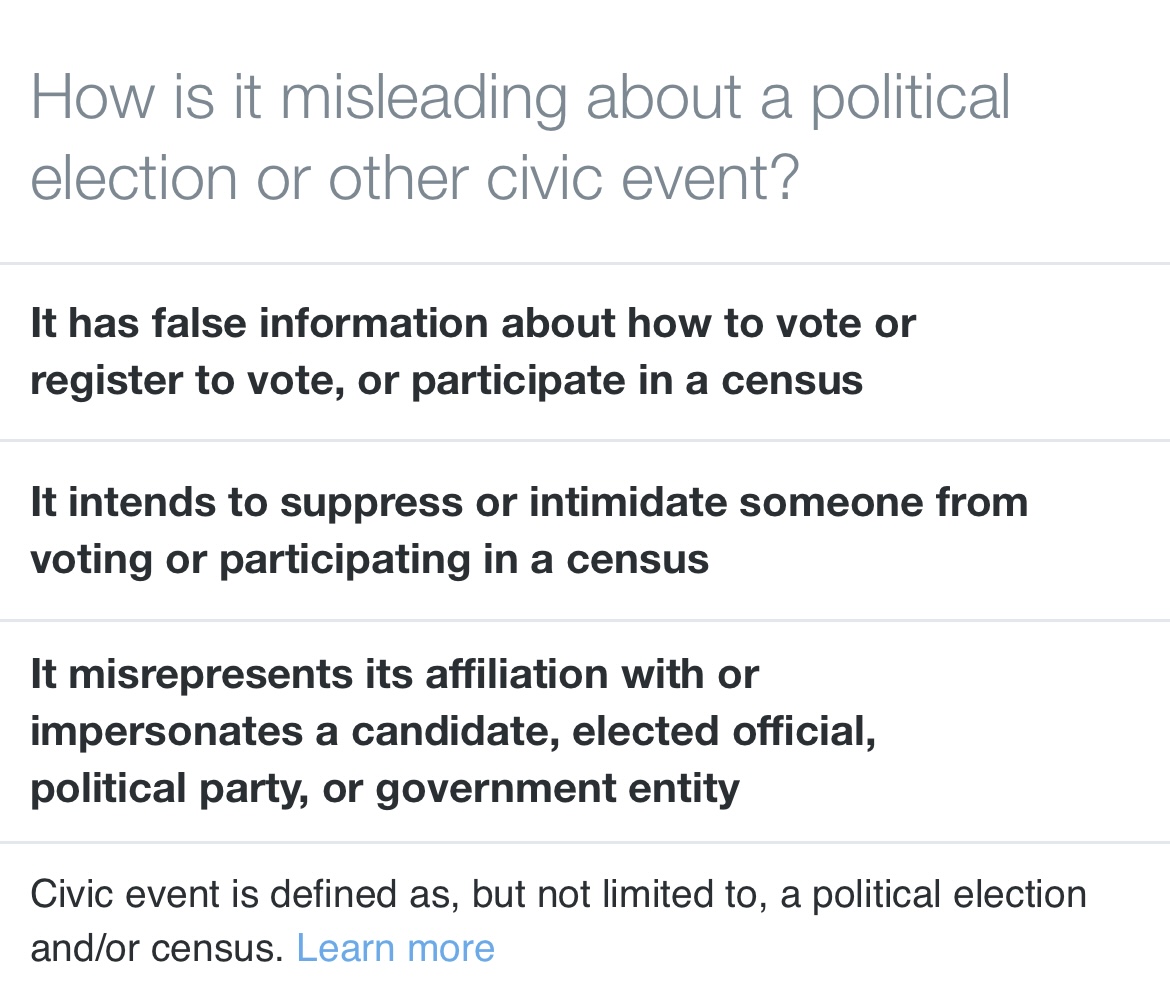 How is it misleading about a political
election or other civic event?
It has false information about how to vote or
register to vote, or participate in a census
It intends to suppress or intimidate someone from
voting or participating in a census
It misrepresents its affiliation with or
impersonates a candidate, elected official,
political party, or government entity
Civic event is defined as, but not limited to, a political election
and/or census. Learn more